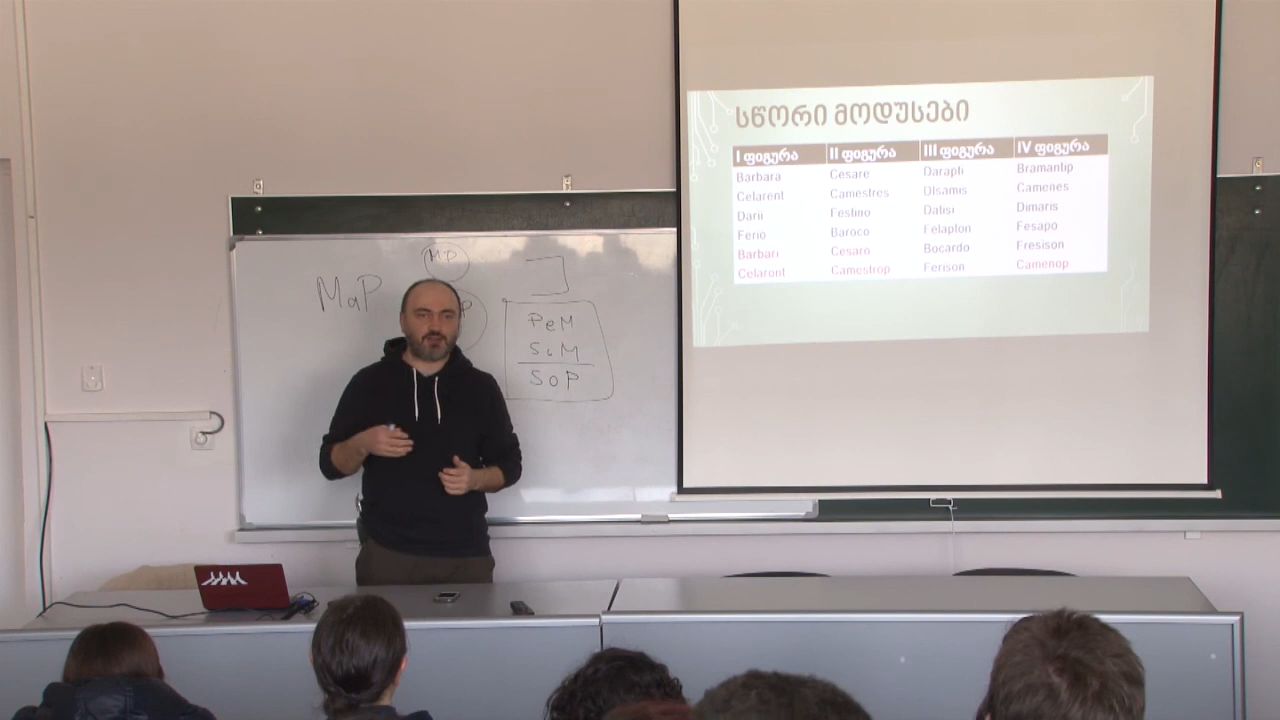 MP
MaP
P
PeM
SiM
SoP
სწორი მოდუსები
I ფიგურა II ფიგურა III ფიგურა IV ფიგურა
Barbara Cesare Darapti Bramantip
Celarent Camestres Disamis Camenes
Darii Festino Datisi Dimaris
Ferio Baroco Felapton Fesapo
Barbari Cesaro Bocardo Fresison
Celaront Camestrop Ferison Camenop